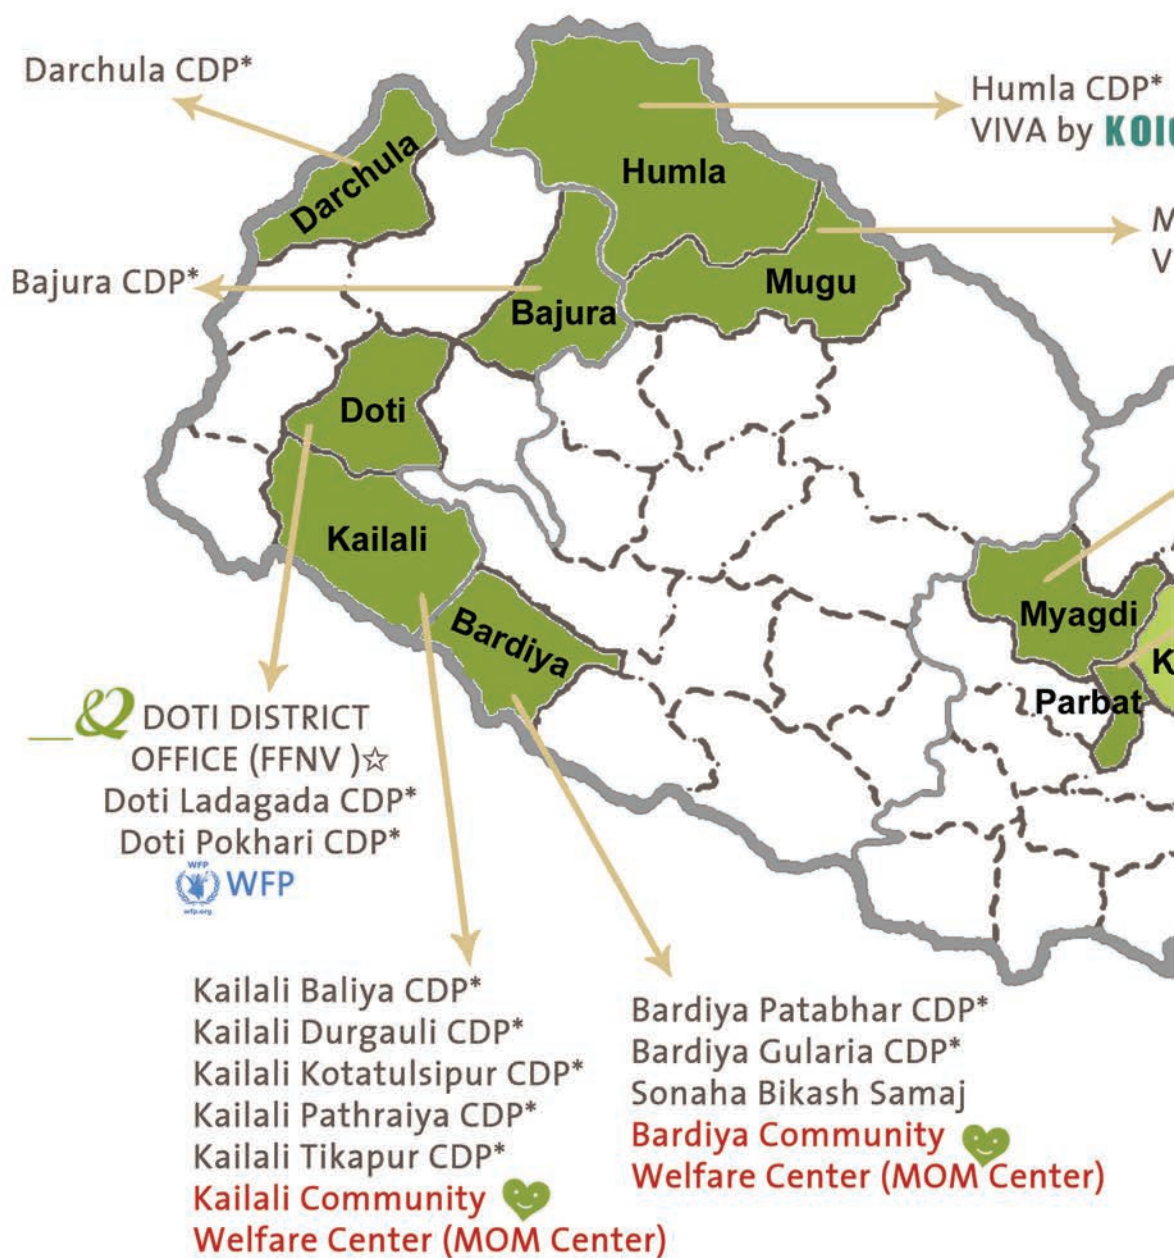 Darchula CDP*
Humla CDP*
VIVA by
Darchula
Humla
Bajura CDP*
Mugu
Bajura
Doti
Kailali
Bardiya
Myagdi
Parbat
DOTI DISTRICT
OFFICE (FFNV )☆
Doti Ladagada CDP*
Doti Pokhari CDP*
WFP
WFP
wfp.org
Kailali Baliya CDP*
Kailali Durgauli CDP*
Kailali Kotatulsipur CDP*
Kailali Pathraiya CDP*
Kailali Tikapur CDP*
Kailali Community
Welfare Center (MOM Center)
Bardiya Patabhar CDP*
Bardiya Gularia CDP*
Sonaha Bikash Samaj
Bardiya Community
Welfare Center (MOM Center)